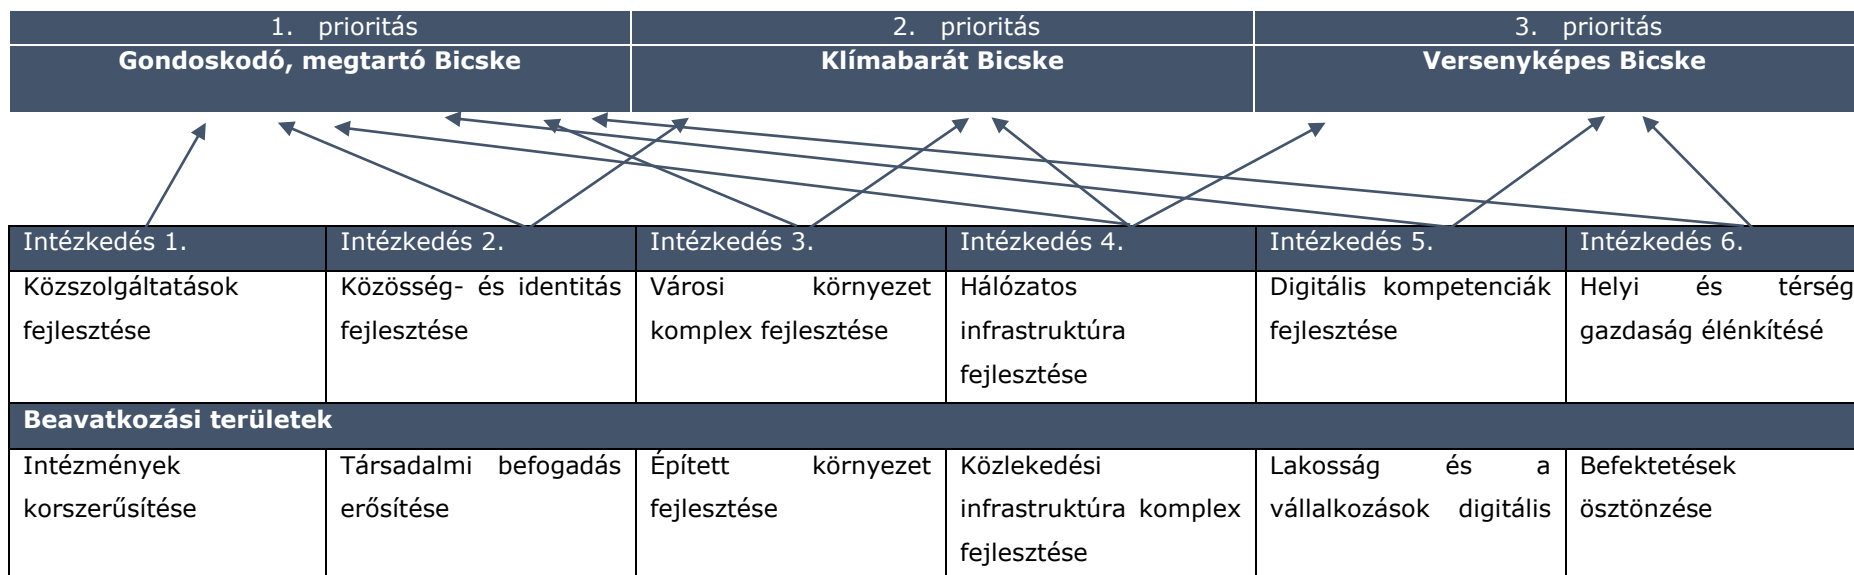 1. prioritás
2. prioritás
3. prioritás
Gondoskodó, megtartó Bicske
Klímabarát Bicske
Versenyképes Bicske
Intézkedés 1.
Intézkedés 2.
Intézkedés 3.
Intézkedés 4.
Intézkedés 5.
Intézkedés 6.
Közszolgáltatások
fejlesztése
Közösség- és identitás
fejlesztése
Városi környezet
komplex fejlesztése
Hálózatos
infrastruktúra
fejlesztése
Digitális kompetenciák
fejlesztése
Helyi és térség
gazdaság élénkítésé
Beavatkozási területek
Intézmények
korszerűsítése
Társadalmi befogadás
erősítése
Épített környezet
fejlesztése
Közlekedési
infrastruktúra komplex
fejlesztése
Lakosság és a
vállalkozások digitális
Befektetések
ösztönzése